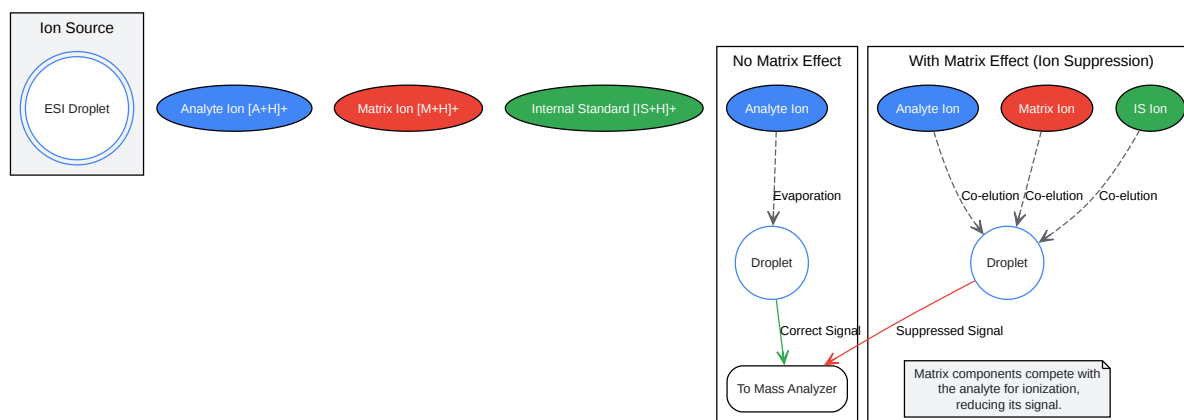 Ion Source
ESI Droplet
Analyte Ion [A+H]+
Matrix Ion [M+H]+
Internal Standard [IS+H]+
No Matrix Effect
Analyte Ion
Evaporation
Droplet
Correct Signal
To Mass Analyzer
With Matrix Effect (Ion Suppression)
Analyte Ion
Matrix Ion
IS Ion
Co-elution
Co-elution
Co-elution
Droplet
Suppressed Signal
Matrix components compete with
the analyte for ionization,
reducing its signal.